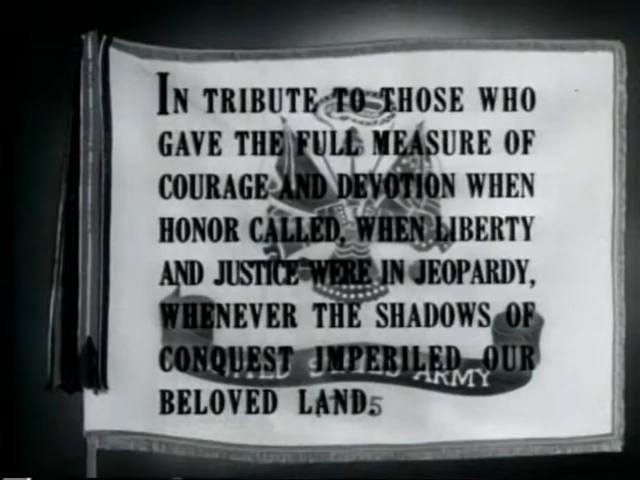 IN TRIBUTE TO THOSE WHO
GAVE THE FULL MEASURE OF
COURAGE AND DEVOTION WHEN
HONOR CALLED, WHEN LIBERTY
AND JUSTICE WERE IN JEOPARDY,
WHENEVER THE SHADOWS OF
CONQUEST IMPERILED OUR
BELOVED LAND.
ARMY